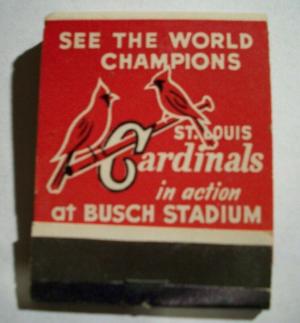 SEE THE WORLD
CHAMPIONS
ST. LOUIS
Cardinals
in action
at BUSCH STADIUM